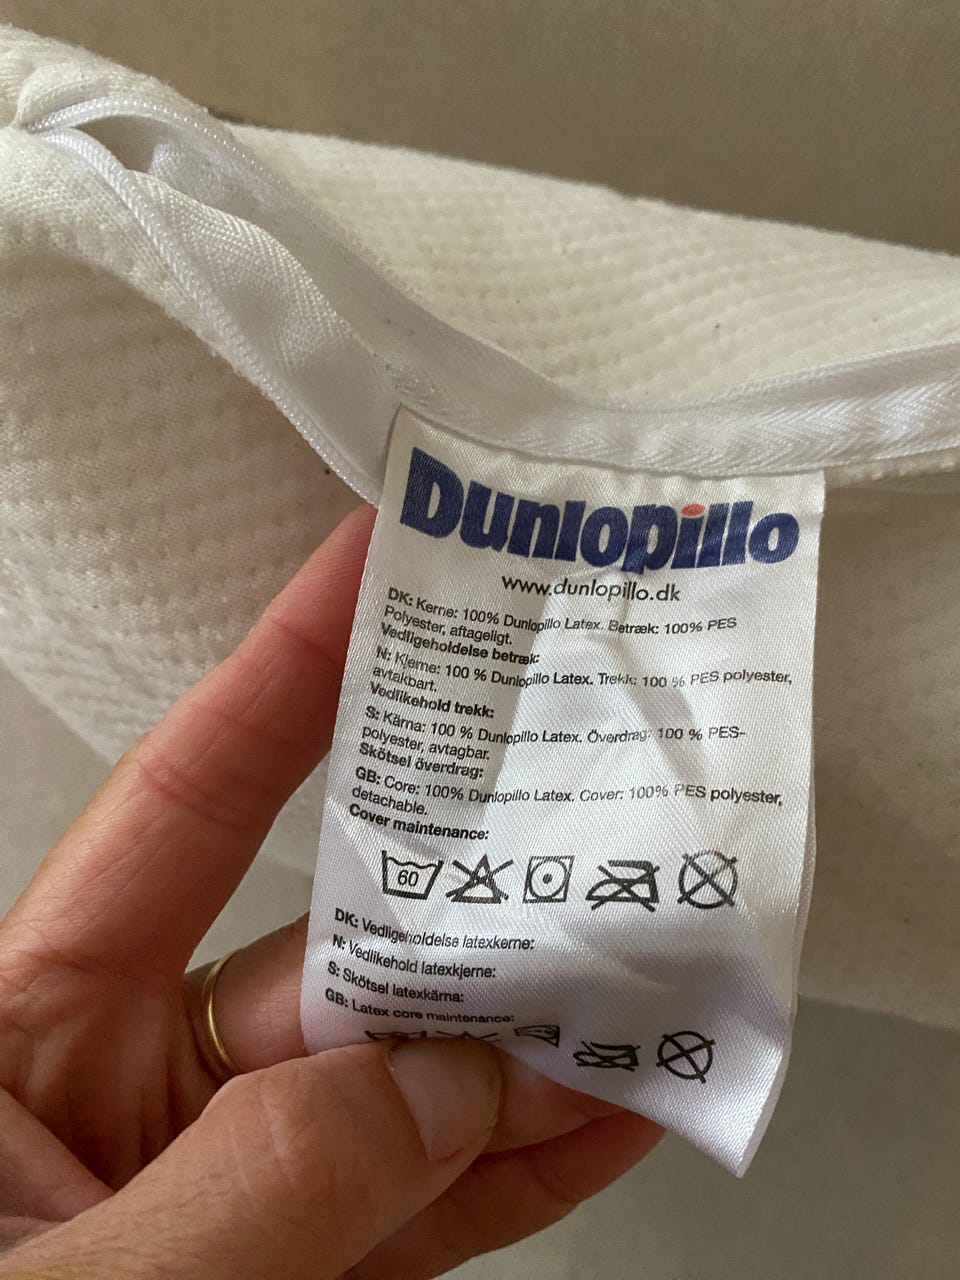 Dunlopillo
www.dunlopillo.dk
DK: Kerne: 100% Dunlopillo Latex. Betræk: 100% PES
Polyester, aftageligt.
Vedligeholdelse betræk:
N: Kjerne: 100 % Dunlopillo Latex. Trekk: 100 % PES polyester,
avtakbart.
Vedlikehold trekk:
S: Kärna: 100 % Dunlopillo Latex. Överdrag: 100 % PES-
polyester, avtagbar.
Skötsel överdrag:
GB: Core: 100% Dunlopillo Latex. Cover: 100% PES polyester,
detachable.
Cover maintenance:
60
DK: Vedligeholdelse latexkerne:
N: Vedlikehold latexkjerne:
S: Skötsel latexkärna:
GB: Latex core maintenance: